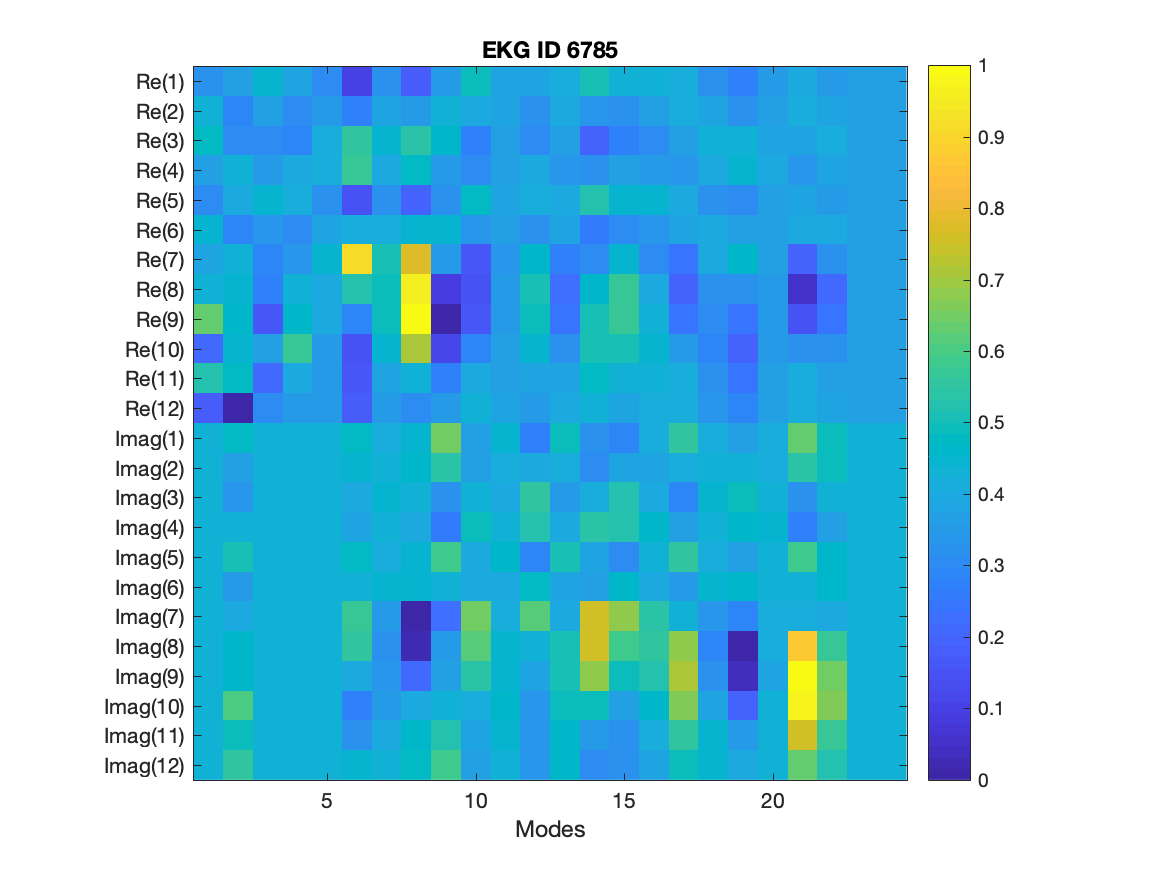 EKG ID 6785
Re(1)
Re(2)
Re(3)
Re(4)
Re(5)
Re(6)
Re(7)
Re(8)
Re(9)
Re(10)
Re(11)
Re(12)
Imag(1)
Imag(2)
Imag(3)
Imag(4)
Imag(5)
Imag(6)
Imag(7)
Imag(8)
Imag(9)
Imag(10)
Imag(11)
Imag(12)
5 10 15 20
Modes
1
0.9
0.8
0.7
0.6
0.5
0.4
0.3
0.2
0.1
0